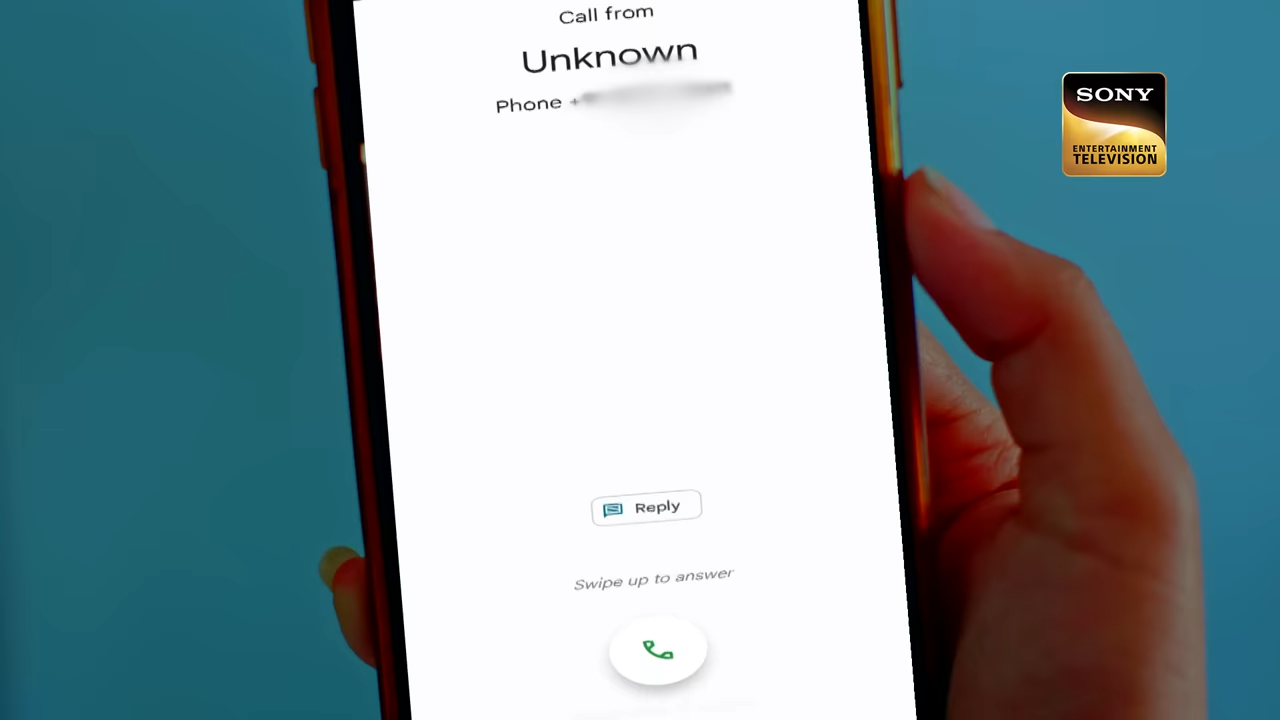 Call from
Unknown
Phone +
SONY
ENTERTAINMENT
TELEVISION
Reply
Swipe up to answer